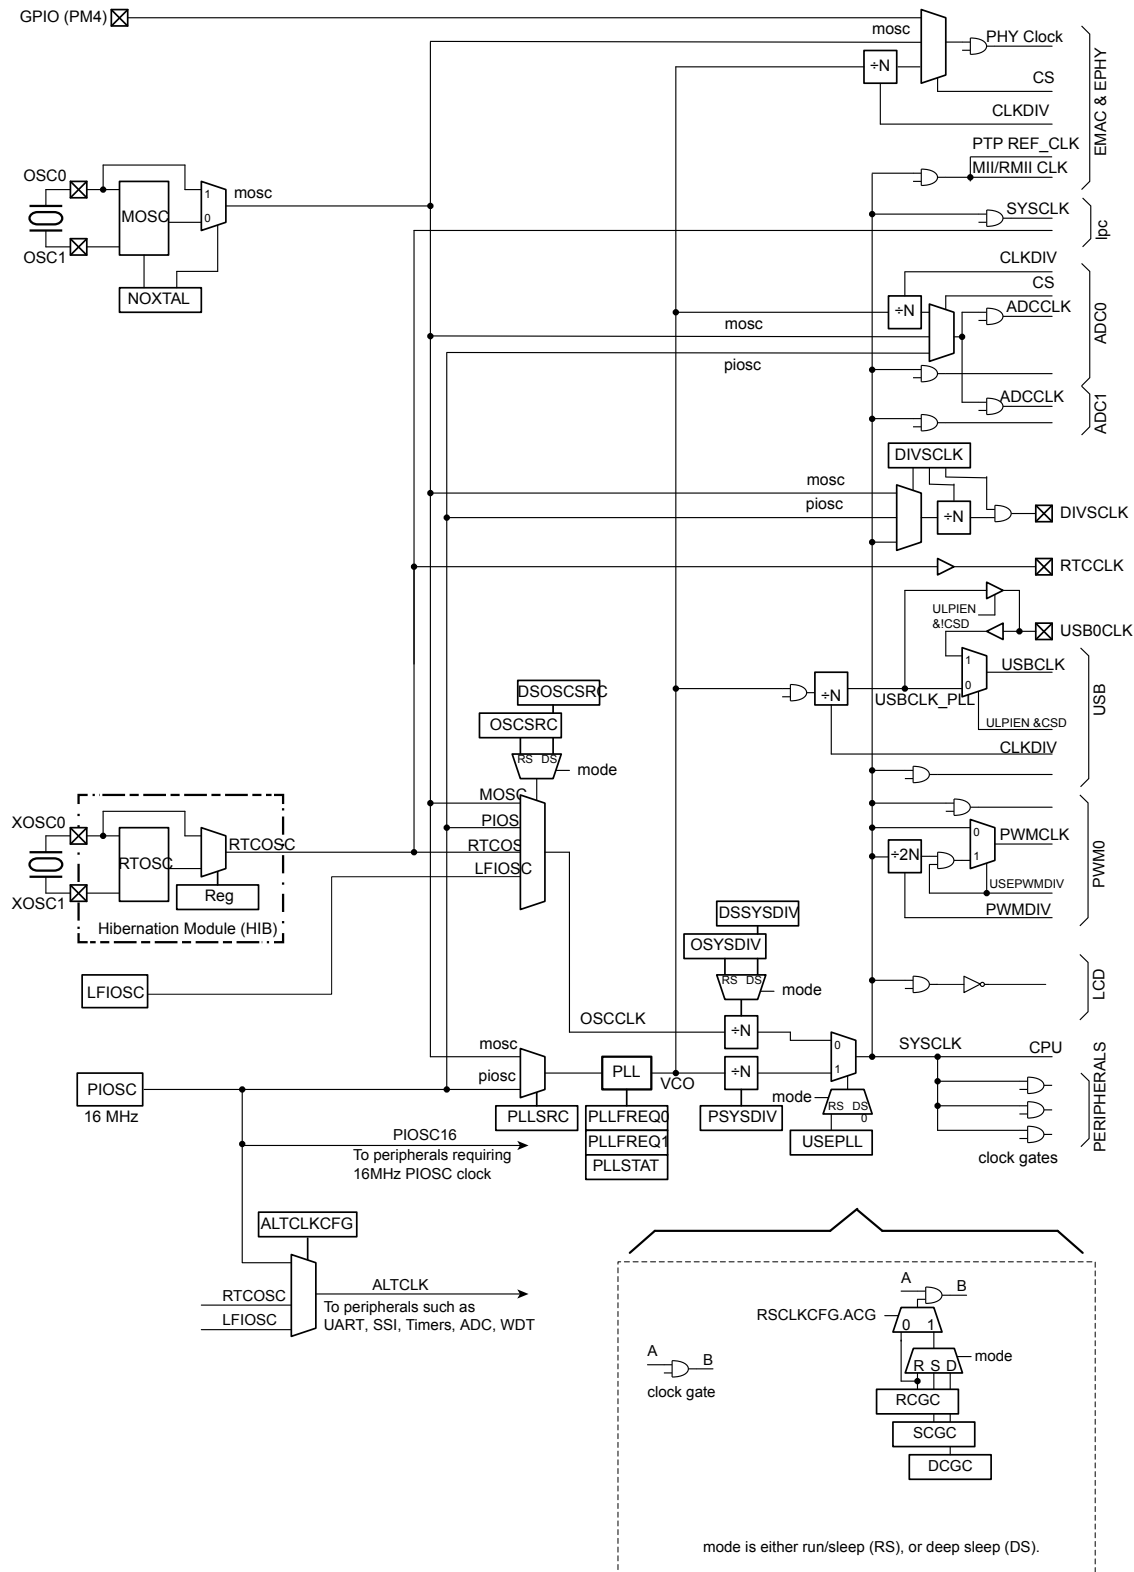 GPIO (PM4)
mosc
PHY Clock
÷N
CS
CLKDIV
EMAC & EPHY
PTP REF_CLK
MII/RMII CLK
OSC0
MOSC
1
0
mosc
OSC1
NOXTAL
SYSCLK
lpc
CLKDIV
CS
÷N
ADCCLK
ADC0
mosc
piosc
ADCCLK
ADC1
DIVSCLK
mosc
piosc
÷N
DIVSCLK
RTCCLK
ULPIEN
&!CSD
USB0CLK
1
USBCLK
0
÷N
USBCLK_PLL
ULPIEN &CSD
CLKDIV
USB
DSOSCSRC
OSCSRC
RS DS
mode
MOSC
PIOS
RTCOS
LFIOSC
XOSC0
RTOSC
RTCOSC
Reg
XOSC1
Hibernation Module (HIB)
0
PWMCLK
÷2N
1
USEPWMDIV
PWMDIV
PWM0
DSSYSDIV
OSYSDIV
RS DS
mode
LFIOSC
LCD
OSCCLK
÷N
mosc
piosc
0
1
SYSCLK
CPU
PLL
VCO
÷N
PIOSC
16 MHz
PLLSRC
PLLFREQ0
PLLFREQ1
PLLSTAT
PSYSDIV
mode
RS DS
0
USEPLL
clock gates
PERIPHERALS
PIOSC16
To peripherals requiring
16MHz PIOSC clock
ALTCLKCFG
RTCOSC
LFIOSC
ALTCLK
To peripherals such as
UART, SSI, Timers, ADC, WDT
A
B
RSCLKCFG.ACG
0 1
mode
R S D
RCGC
SCGC
DCGC
A
B
clock gate
mode is either run/sleep (RS), or deep sleep (DS).